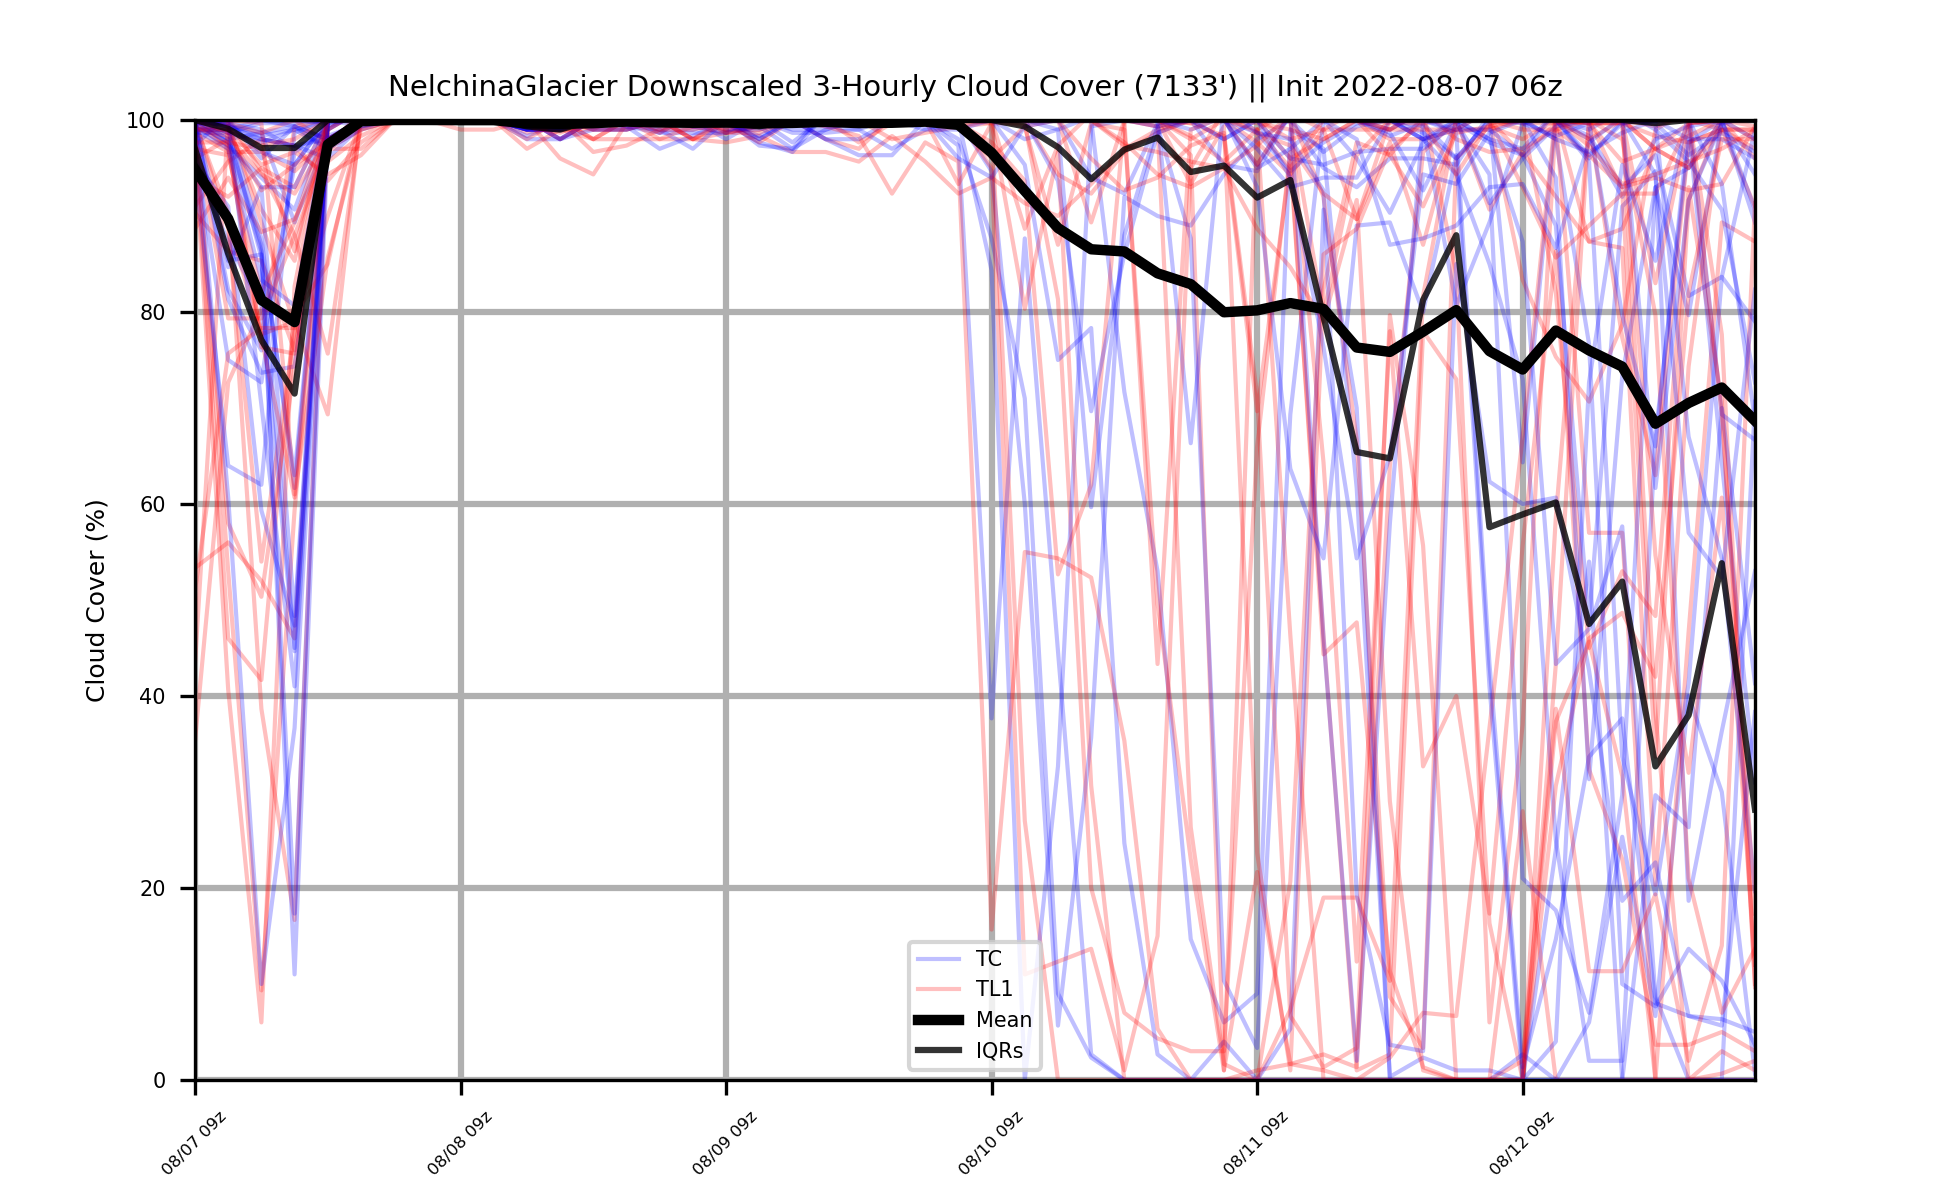 NelchinaGlacier Downscaled 3-Hourly Cloud Cover (7133') || Init 2022-08-07 06z
Cloud Cover (%)
100
80
60
40
20
0
TC
TL1
Mean
IQRs
08/07 09z
08/08 09z
08/09 09z
08/10 09z
08/11 09z
08/12 09z